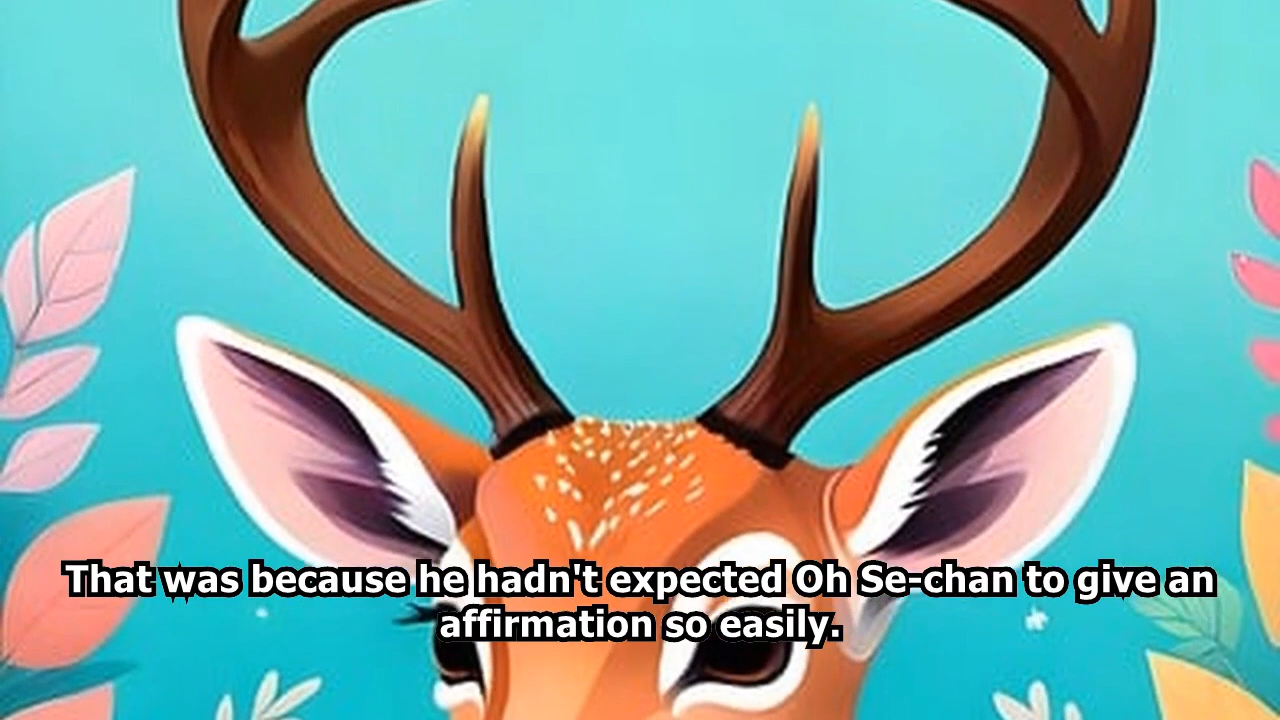 That was because he hadn't expected Oh Se-chan to give an
affirmation so easily.